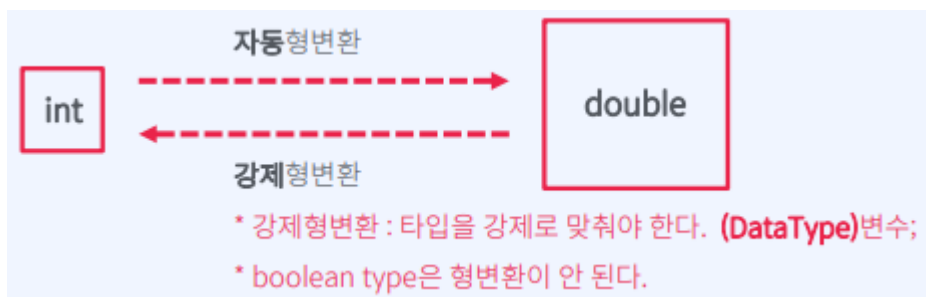 자동형변환
int
double
강제형변환
* 강제형변환 : 타입을 강제로 맞춰야 한다. (DataType)변수;
* boolean type은 형변환이 안 된다.